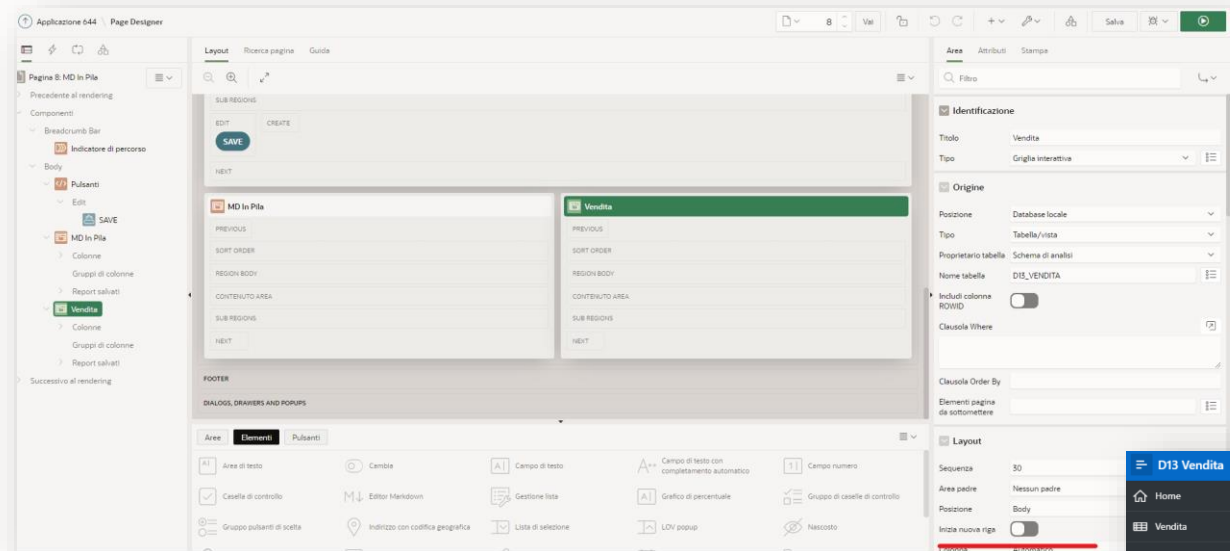 Applicazione 644 \ Page Designer
8 Vai Salva
Layout Ricerca pagina Guida
Area Attributi Stampa
Pagina 8: MD In Pila
Filtro
Precedente al rendering
Componenti
Breadcrumb Bar
Indicatore di percorso
Body
Pulsanti
Edit
SAVE
MD In Pila
Colonne
Gruppi di colonne
Report salvati
Vendita
Colonne
Gruppi di colonne
Report salvati
Successivo al rendering
SUB REGIONS
EDIT CREATE
SAVE
NEXT
MD In Pila
PREVIOUS
SORT ORDER
REGION BODY
CONTENUTO AREA
SUB REGIONS
NEXT
Vendita
PREVIOUS
SORT ORDER
REGION BODY
CONTENUTO AREA
SUB REGIONS
NEXT
FOOTER
DIALOGS, DRAWERS AND POPUPS
Aree Elementi Pulsanti
Area di testo
Cambia
Campo di testo
Campo di testo con
completamento automatico
Campo numero
Casella di controllo
Editor Markdown
Gestione lista
Grafico di percentuale
Gruppo di caselle di controllo
Gruppo pulsanti di scelta
Indirizzo con codifica geografica
Lista di selezione
LOV popup
Nascosto
Identificazione
Titolo Vendita
Tipo Griglia interattiva
Origine
Posizione Database locale
Tipo Tabella/vista
Proprietario tabella Schema di analisi
Nome tabella D13_VENDITA
Includi colonna
ROWID
Clausola Where
Clausola Order By
Elementi pagina
da sottomettere
Layout
Sequenza 30
Area padre Nessun padre
Posizione Body
Inizia nuova riga
Colonna Automatico
D13 Vendita
Home
Vendita